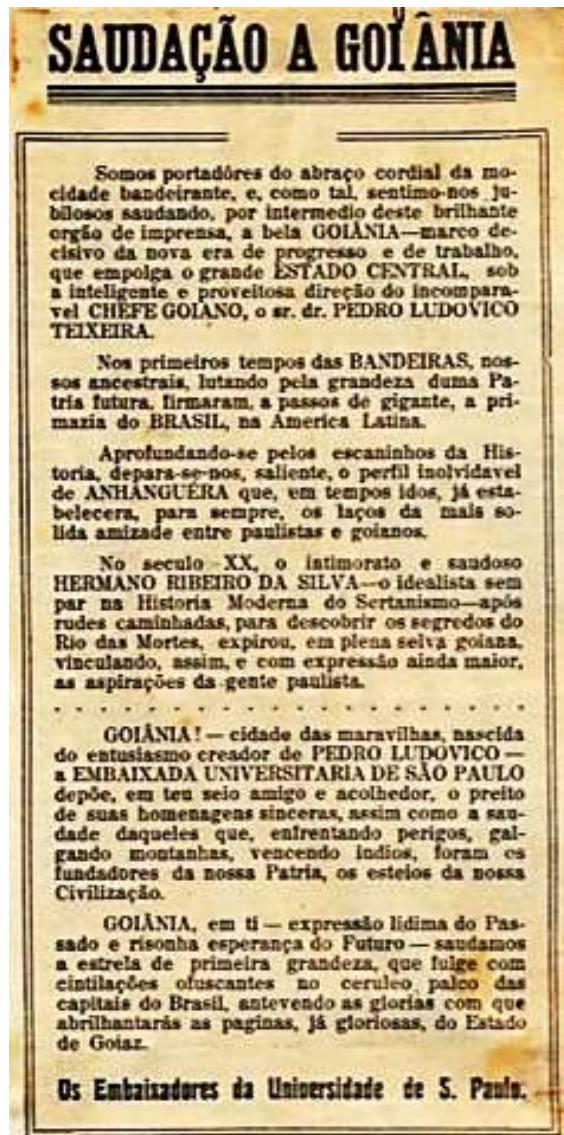 SAUDAÇÃO A GOIÂNIA
Somos portadôres do abraço cordial da mo-
cidade bandeirante, e, como tal, sentimo-nos ju-
bilosos saudando, por intermedio deste brilhante
orgão de imprensa, a bela GOIÂNIA—marco de-
cisivo da nova era de progresso e de trabalho,
que empolga o grande ESTADO CENTRAL, sob
a inteligente e proveitosa direção do incompara-
vel CHEFE GOIANO, o sr. dr. PEDRO LUDOVICO
TEIXEIRA.
Nos primeiros tempos das BANDEIRAS, nos-
sos ancestrais, lutando pela grandeza duma Pa-
tria futura, firmaram, a passos de gigante, a pri-
mazia do BRASIL, na America Latina.
Aprofundando-se pelos escaninhos da His-
toria, depara-se-nos, saliente, o perfil inolvidavel
de ANHANGUÉRA que, em tempos idos, já esta-
belecera, para sempre, os laços da mais so-
lida amizade entre paulistas e goianos.
No seculo XX, o intimorato e saudoso
HERMANO RIBEIRO DA SILVA—o idealista sem
par na Historia Moderna do Sertanismo—após
rudes caminhadas, para descobrir os segredos do
Rio das Mortes, expirou, em plena selva goiana,
vinculando, assim, e com expressão ainda maior,
as aspirações da gente paulista.
. . . . . . . . . . . . . . . . . . . . . .
GOIÂNIA! — cidade das maravilhas, nascida
do entusiasmo creador de PEDRO LUDOVICO —
a EMBAIXADA UNIVERSITARIA DE SÃO PAULO
depõe, em teu seio amigo e acolhedor, o preito
de suas homenagens sinceras, assim como a sau-
dade daqueles que, enfrentando perigos, gal-
gando montanhas, vencendo indios, foram os
fundadores da nossa Patria, os esteios da nossa
Civilização.
GOIÂNIA, em ti — expressão lidima do Pas-
sado e risonha esperança do Futuro — saudamos
a estrela de primeira grandeza, que fulge com
cintilações ofuscantes no ceruleo palco das
capitais do Brasil, antevendo as glorias com que
abrilhantarás as paginas, já gloriosas, do Estado
de Goiaz.
Os Embaixadores da Universidade de S. Paulo.